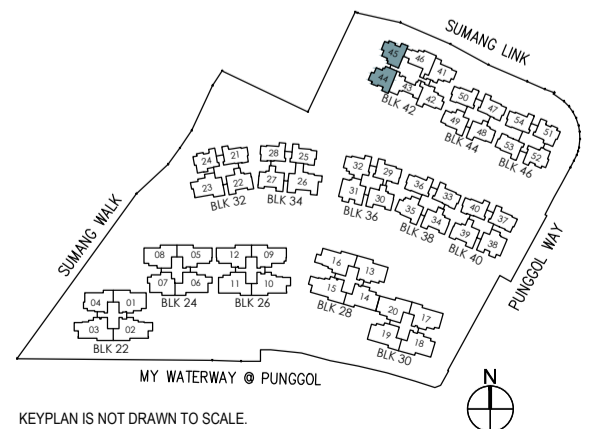 SUMANG LINK
45
46
41
44
43
42
BLK 42
50
47
49
48
BLK 44
54
51
53
52
BLK 46
24
21
23
22
BLK 32
28
25
27
26
BLK 34
32
29
31
30
BLK 36
36
33
35
34
BLK 38
40
37
39
38
BLK 40
SUMANG WALK
PUNGGOL WAY
08
05
07
06
BLK 24
12
09
11
10
BLK 26
16
13
15
14
BLK 28
20
17
19
18
BLK 30
04
01
03
02
BLK 22
MY WATERWAY @ PUNGGOL
N
KEYPLAN IS NOT DRAWN TO SCALE.